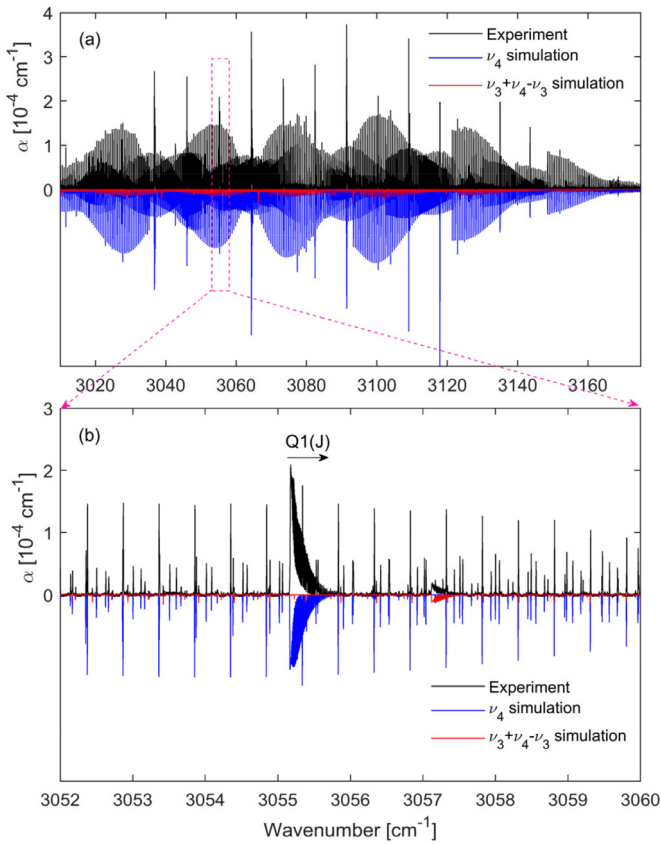 (a)
Experiment
ν4 simulation
ν3+ν4-ν3 simulation
α [10-4 cm-1]
4
3
2
1
0
3020 3040 3060 3080 3100 3120 3140 3160
(b)
Q1(J)
α [10-4 cm-1]
3
2
1
0
Experiment
ν4 simulation
ν3+ν4-ν3 simulation
3052 3053 3054 3055 3056 3057 3058 3059 3060
Wavenumber [cm-1]